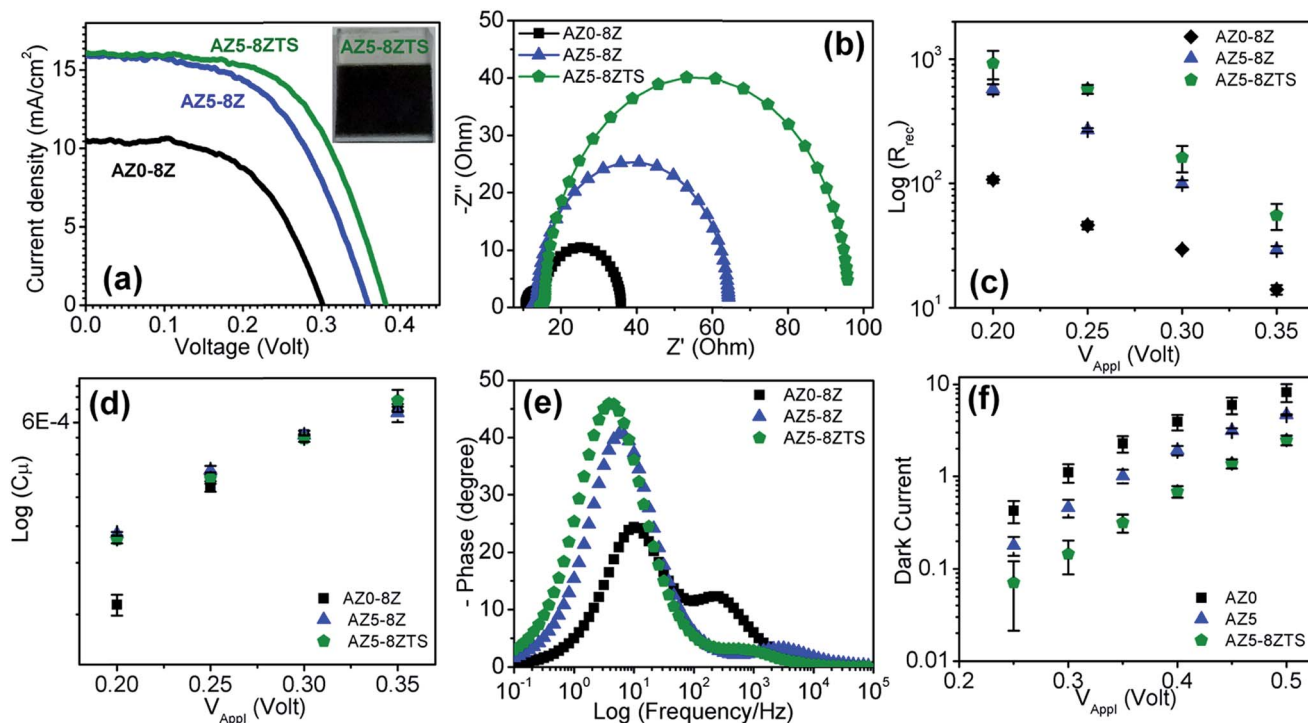 AZ5-8ZTS
AZ5-8ZTS
AZ5-8Z
AZ0-8Z
(a)
Current density (mA/cm²)
0
5
10
15
0.0
0.1
0.2
0.3
0.4
Voltage (Volt)
AZ0-8Z
AZ5-8Z
AZ5-8ZTS
(b)
-Z'' (Ohm)
0
10
20
30
40
50
20
40
60
80
100
Z' (Ohm)
AZ0-8Z
AZ5-8Z
AZ5-8ZTS
(c)
Log (Rrec)
10¹
10²
10³
0.20
0.25
0.30
0.35
VAppl (Volt)
(d)
6E-4
Log (Cμ)
AZ0-8Z
AZ5-8Z
AZ5-8ZTS
0.20
0.25
0.30
0.35
VAppl (Volt)
(e)
AZ0-8Z
AZ5-8Z
AZ5-8ZTS
- Phase (degree)
0
10
20
30
40
50
10⁻¹
10⁰
10¹
10²
10³
10⁴
10⁵
Log (Frequency/Hz)
(f)
Dark Current
10
1
0.1
0.01
AZ0
AZ5
AZ5-8ZTS
0.2
0.3
0.4
0.5
VAppl (Volt)